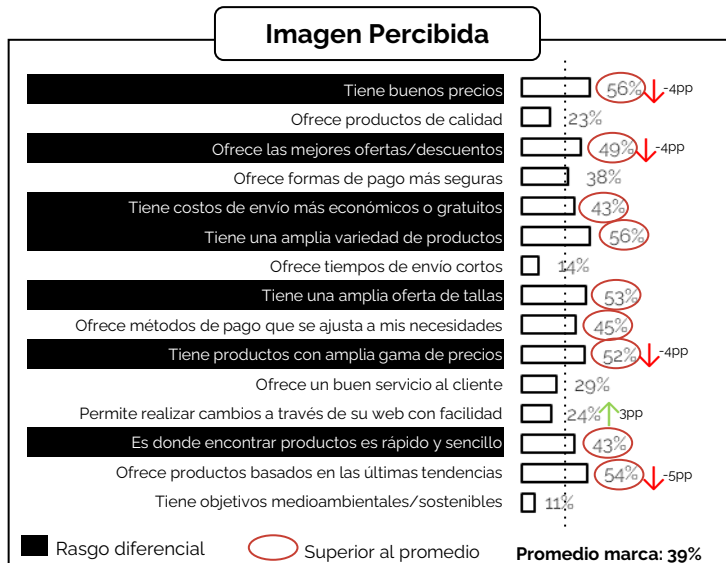 Imagen Percibida
Tiene buenos precios 56% -4pp
Ofrece productos de calidad 23%
Ofrece las mejores ofertas/descuentos 49% -4pp
Ofrece formas de pago más seguras 38%
Tiene costos de envío más económicos o gratuitos 43%
Tiene una amplia variedad de productos 56%
Ofrece tiempos de envío cortos 14%
Tiene una amplia oferta de tallas 53%
Ofrece métodos de pago que se ajusta a mis necesidades 45%
Tiene productos con amplia gama de precios 52% -4pp
Ofrece un buen servicio al cliente 29%
Permite realizar cambios a través de su web con facilidad 24% 3pp
Es donde encontrar productos es rápido y sencillo 43%
Ofrece productos basados en las últimas tendencias 54% -5pp
Tiene objetivos medioambientales/sostenibles 11%
Rasgo diferencial Superior al promedio Promedio marca: 39%